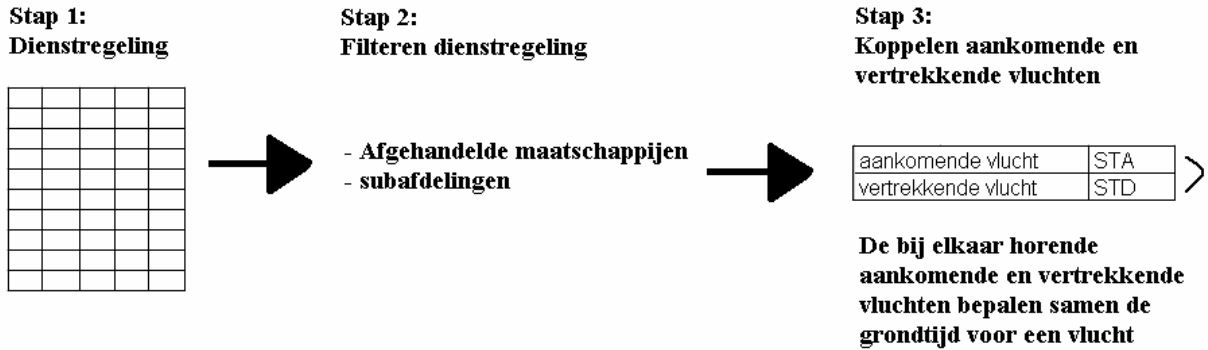 Stap 1:
Dienstregeling
Stap 2:
Filteren dienstregeling
- Afgehandelde maatschappijen
- subafdelingen
Stap 3:
Koppelen aankomende en
vertrekkende vluchten
aankomende vlucht STA
vertrekkende vlucht STD
De bij elkaar horende
aankomende en vertrekkende
vluchten bepalen samen de
grondtijd voor een vlucht